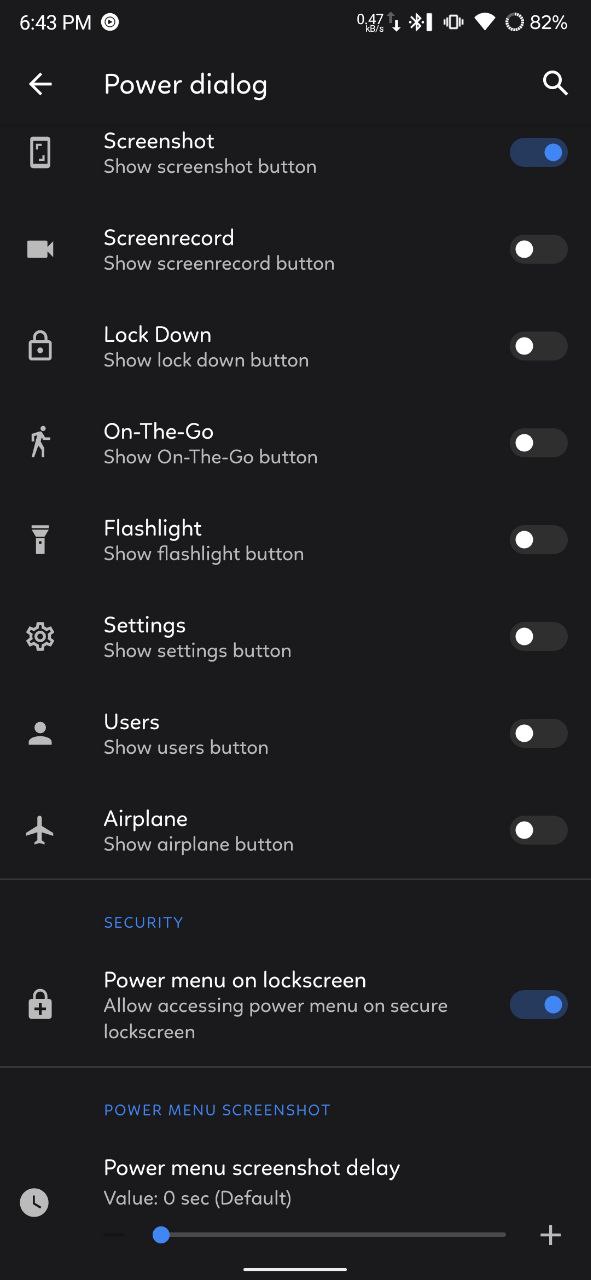 6:43 PM 0.47 kB/s 82%
Power dialog
Screenshot
Show screenshot button
Screenrecord
Show screenrecord button
Lock Down
Show lock down button
On-The-Go
Show On-The-Go button
Flashlight
Show flashlight button
Settings
Show settings button
Users
Show users button
Airplane
Show airplane button
SECURITY
Power menu on lockscreen
Allow accessing power menu on secure
lockscreen
POWER MENU SCREENSHOT
Power menu screenshot delay
Value: 0 sec (Default)